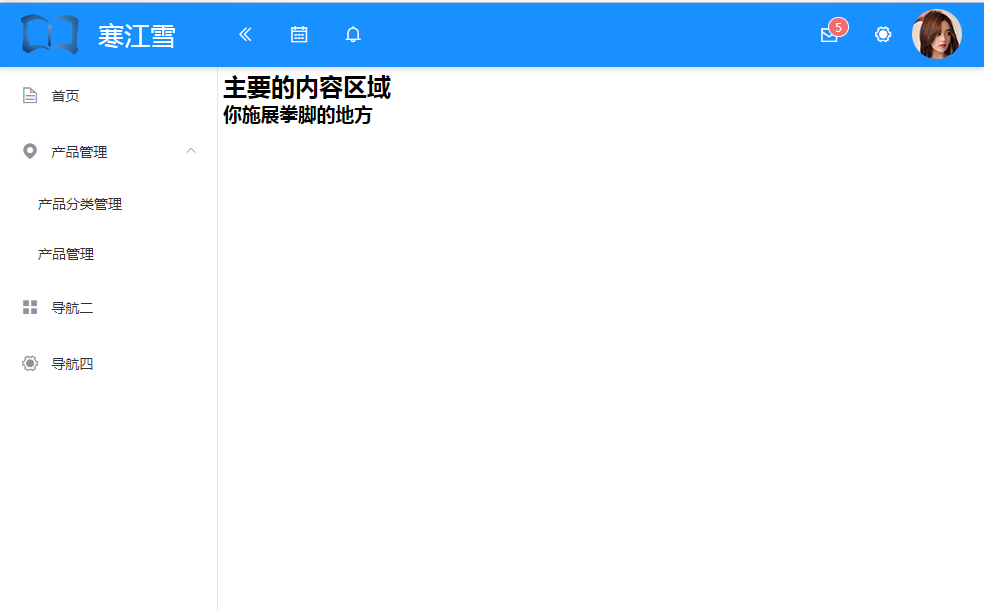 寒江雪
5
首页
产品管理
产品分类管理
产品管理
导航二
导航四
主要的内容区域
你施展拳脚的地方